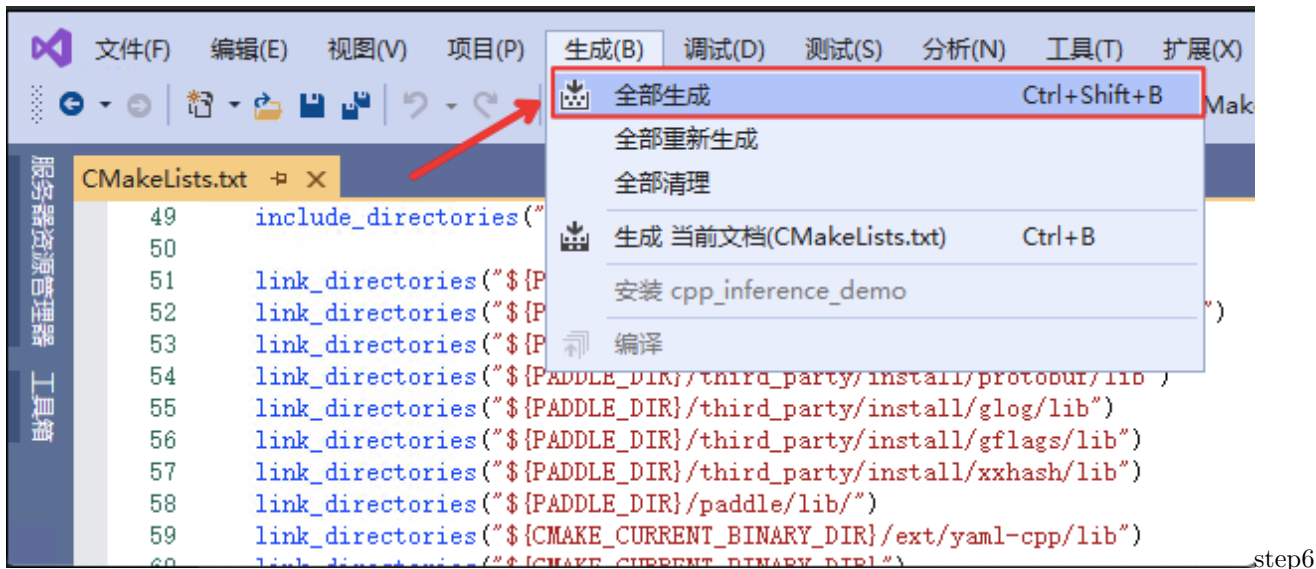 文件(F) 编辑(E) 视图(V) 项目(P) 生成(B) 调试(D) 测试(S) 分析(N) 工具(T) 扩展(X)
全部生成 Ctrl+Shift+B
Mak
全部重新生成
全部清理
生成 当前文档(CMakeLists.txt) Ctrl+B
安装 cpp_inference_demo
编译
服务器资源管理器
工具箱
CMakeLists.txt
49 include_directories("
50
51 link_directories("${P
52 link_directories("${P ")
53 link_directories("${P
54 link_directories("${PADDLE_DIR}/third_party/install/protobuf/lib")
55 link_directories("${PADDLE_DIR}/third_party/install/glog/lib")
56 link_directories("${PADDLE_DIR}/third_party/install/gflags/lib")
57 link_directories("${PADDLE_DIR}/third_party/install/xxhash/lib")
58 link_directories("${PADDLE_DIR}/paddle/lib/")
59 link_directories("${CMAKE_CURRENT_BINARY_DIR}/ext/yaml-cpp/lib")
60 link_directories("${CMAKE_CURRENT_BINARY_DIR}")
step6